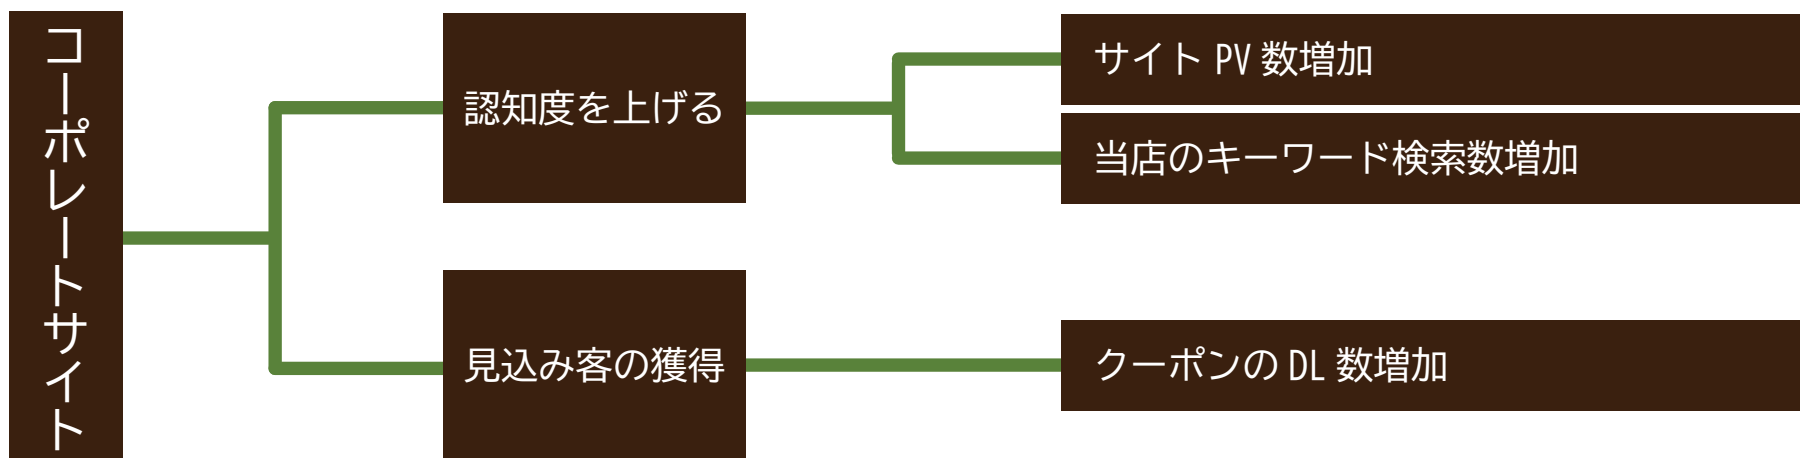 コーポレートサイト
認知度を上げる
サイト PV 数増加
当店のキーワード検索数増加
見込み客の獲得
クーポンの DL 数増加